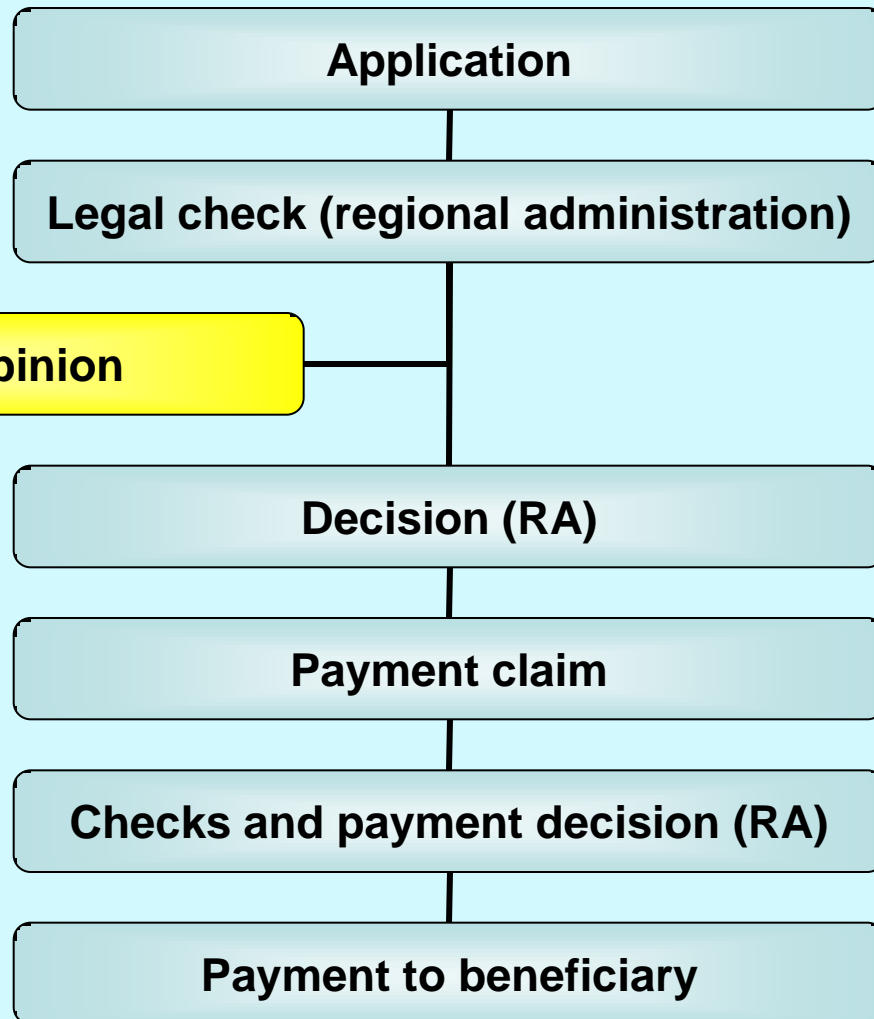 Application
Legal check (regional administration)
pinion
Decision (RA)
Payment claim
Checks and payment decision (RA)
Payment to beneficiary